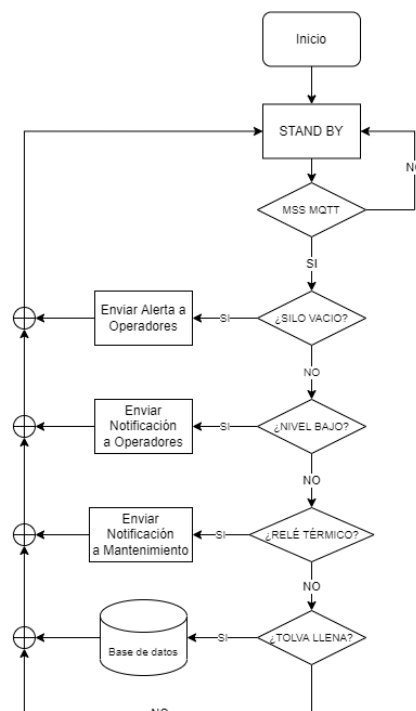 Inicio
STAND BY
NO
MSS MQTT
SI
Enviar Alerta a
Operadores
SI
¿SILO VACIO?
NO
Enviar
Notificación
a Operadores
SI
¿NIVEL BAJO?
NO
Enviar
Notificación
a Mantenimiento
SI
¿RELÉ TÉRMICO?
NO
Base de datos
SI
¿TOLVA LLENA?
NO